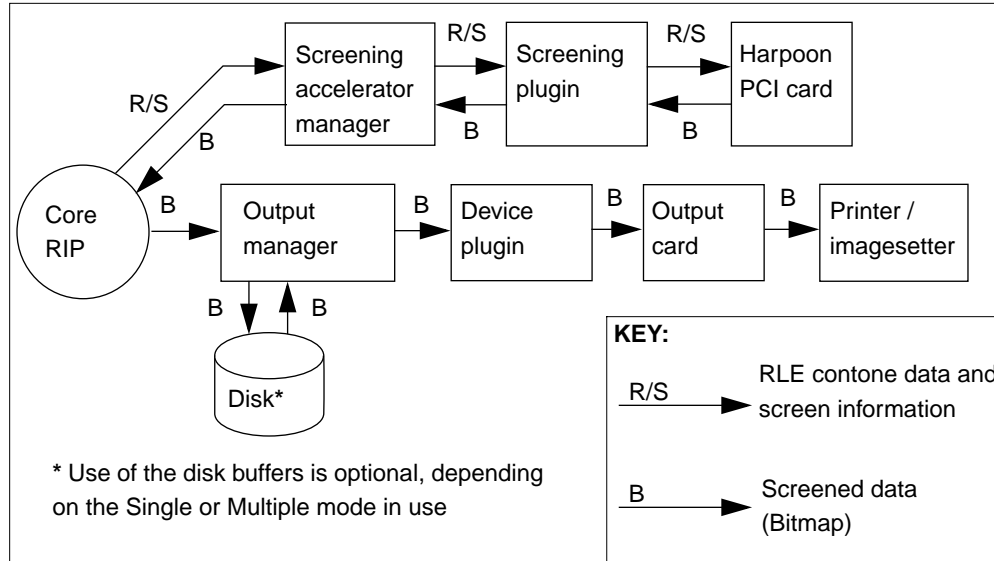 R/S
R/S
R/S
Screening
accelerator
manager
Screening
plugin
Harpoon
PCI card
B
B
B
Core
RIP
B
Output
manager
B
Device
plugin
B
Output
card
B
Printer /
imagesetter
B
B
Disk*
* Use of the disk buffers is optional, depending
on the Single or Multiple mode in use
KEY:
R/S
RLE contone data and
screen information
B
Screened data
(Bitmap)